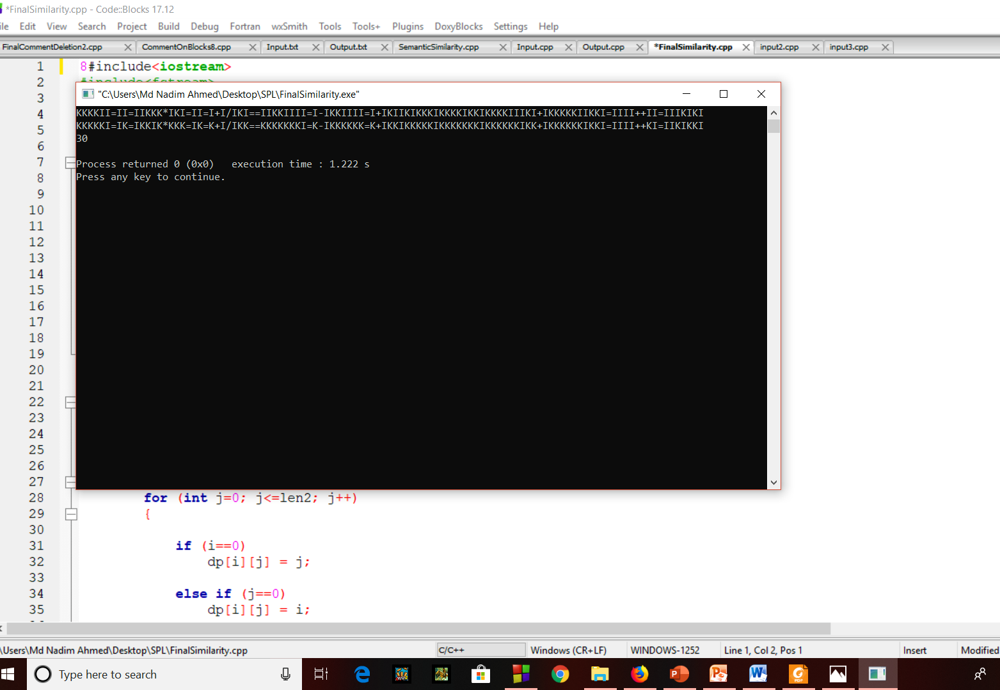 *FinalSimilarity.cpp - Code::Blocks 17.12
ile Edit View Search Project Build Debug Fortran wxSmith Tools Tools+ Plugins DoxyBlocks Settings Help
FinalCommentDeletion2.cpp CommentOnBlocks8.cpp Input.txt Output.txt SemanticSimilarity.cpp Input.cpp Output.cpp *FinalSimilarity.cpp input2.cpp input3.cpp
1 8#include<iostream>
2 #include<fstream>
"C:\Users\Md Nadim Ahmed\Desktop\SPL\FinalSimilarity.exe"
3
KKKKII=II=IIKKK*IKI=II=I+I/IKI==IIKKIIII=I-IKKIIII=I+IKIIKIKKKIKKKKIKKIKKKKIIIKI+IKKKKKIIKKI=IIII++II=IIIKIKI
4
KKKKKI=IK=IKKIK*KKK=IK=K+I/IKK==KKKKKKKI=K-IKKKKKK=K+IKKIKKKKKIKKKKKKKIKKKKKKIKK+IKKKKKKIKKI=IIII++KI=IIKIKKI
5
30
6
7
Process returned 0 (0x0) execution time : 1.222 s
8
Press any key to continue.
9
10
11
12
13
14
15
16
17
18
19
20
21
22
23
24
25
26
27
28 for (int j=0; j<=len2; j++)
29 {
30
31 if (i==0)
32 dp[i][j] = j;
33
34 else if (j==0)
35 dp[i][j] = i;
\Users\Md Nadim Ahmed\Desktop\SPL\FinalSimilarity.cpp C/C++ Windows (CR+LF) WINDOWS-1252 Line 1, Col 2, Pos 1 Insert Modified
Type here to search